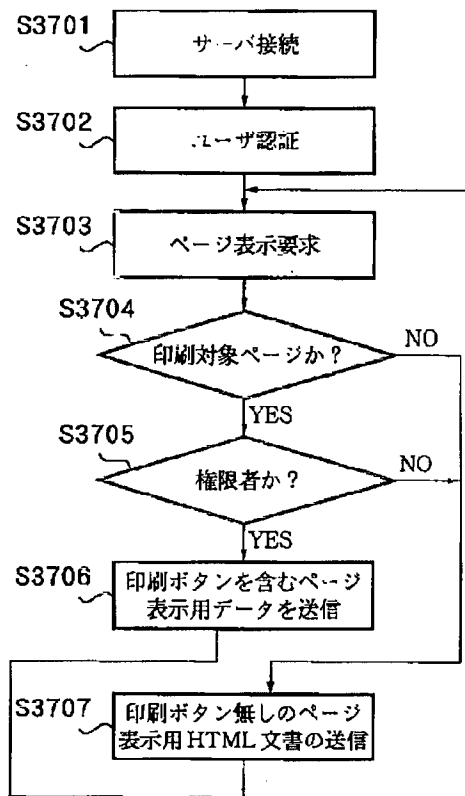 S3701
サーバ接続
S3702
ユーザ認証
S3703
ページ表示要求
S3704
印刷対象ページか?
NO
YES
S3705
権限者か?
NO
YES
S3706
印刷ボタンを含むページ
表示用データを送信
S3707
印刷ボタン無しのページ
表示用HTML文書の送信